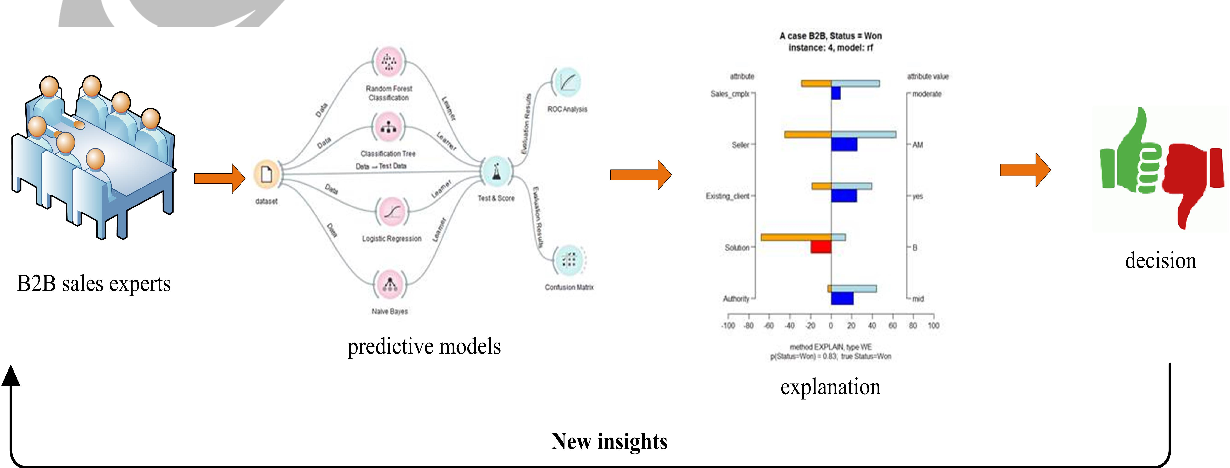 B2B sales experts
dataset
Data
Data
Data → Test Data
Data
Data
Random Forest
Classification
Classification Tree
Logistic Regression
Naive Bayes
Learner
Learner
Learner
Learner
Test & Score
Evaluation Results
Evaluation Results
ROC Analysis
Confusion Matrix
predictive models
A case B2B, Status = Won
instance: 4, model: rf
attribute
attribute value
Sales_cmplx
moderate
Seller
AM
Existing_client
yes
Solution
B
Authority
mid
-100 -80 -60 -40 -20 0 20 40 60 80 100
method EXPLAIN, type WE
p(Status=Won) = 0.83, true Status=Won
explanation
decision
New insights